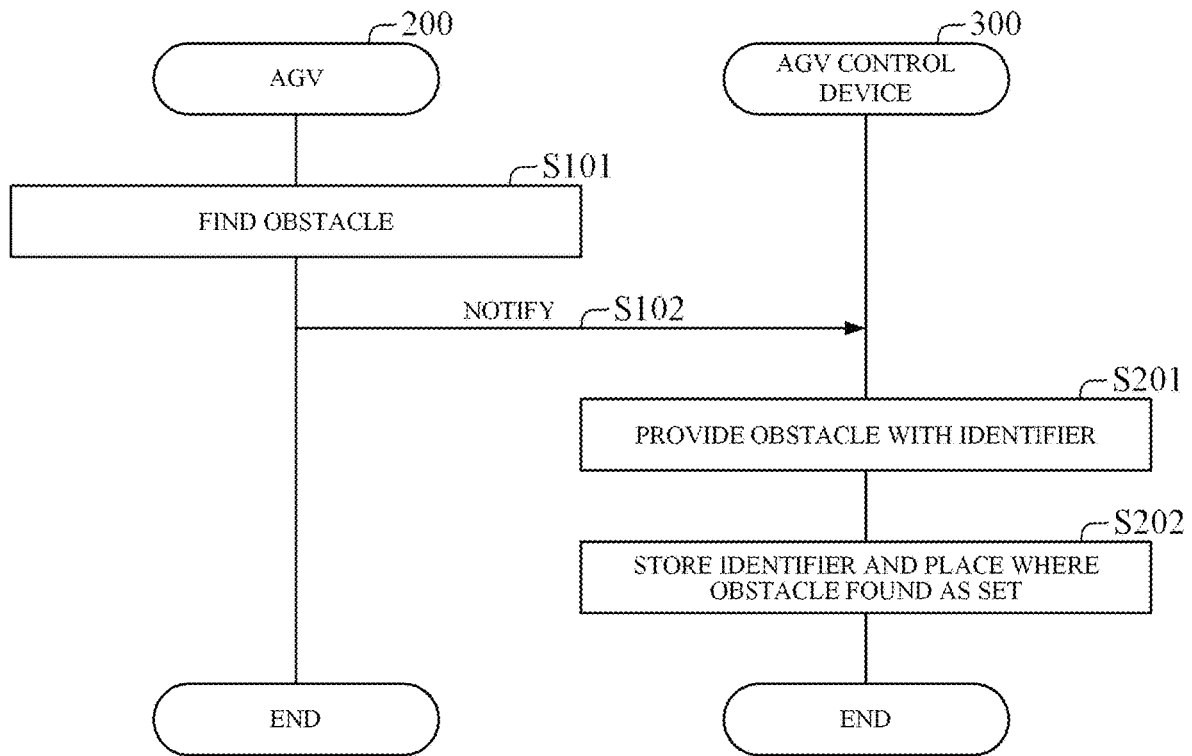 200
300
AGV
AGV CONTROL
DEVICE
S101
FIND OBSTACLE
NOTIFY
S102
S201
PROVIDE OBSTACLE WITH IDENTIFIER
S202
STORE IDENTIFIER AND PLACE WHERE
OBSTACLE FOUND AS SET
END
END